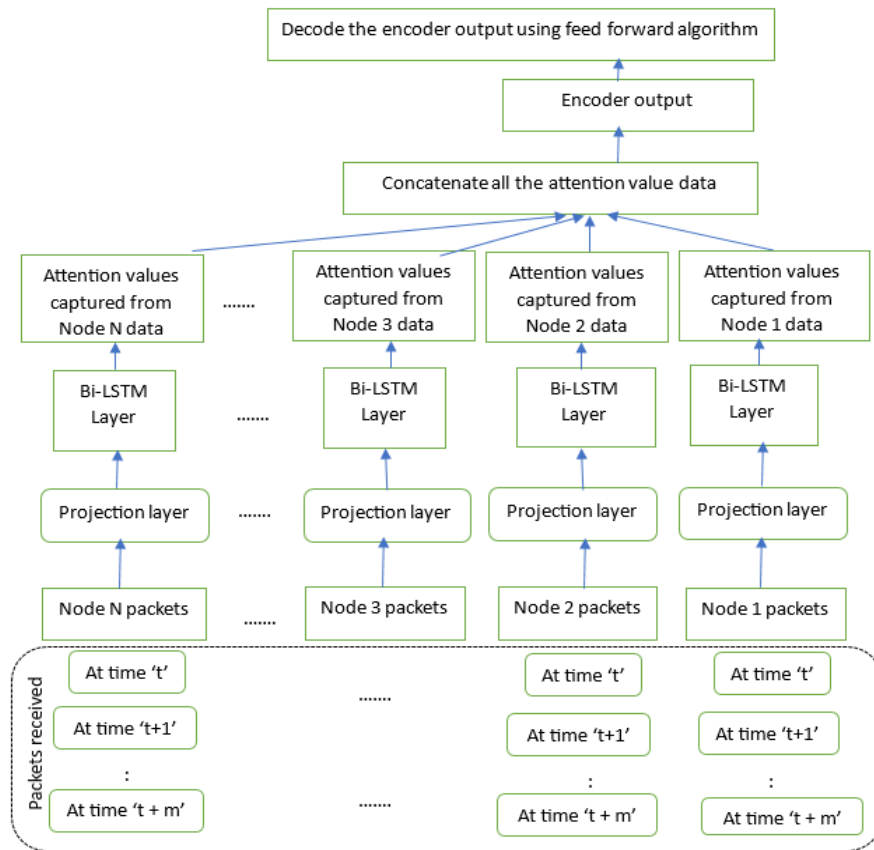 Decode the encoder output using feed forward algorithm
Encoder output
Concatenate all the attention value data
Attention values
captured from
Node N data
.......
Attention values
captured from
Node 3 data
Attention values
captured from
Node 2 data
Attention values
captured from
Node 1 data
Bi-LSTM
Layer
.......
Bi-LSTM
Layer
Bi-LSTM
Layer
Bi-LSTM
Layer
Projection layer
.......
Projection layer
Projection layer
Projection layer
Node N packets
.......
Node 3 packets
Node 2 packets
Node 1 packets
Packets received
At time ‘t’
.......
At time ‘t’
At time ‘t’
At time ‘t+1’
At time ‘t+1’
At time ‘t+1’
:
:
:
At time ‘t + m’
.......
At time ‘t + m’
At time ‘t + m’